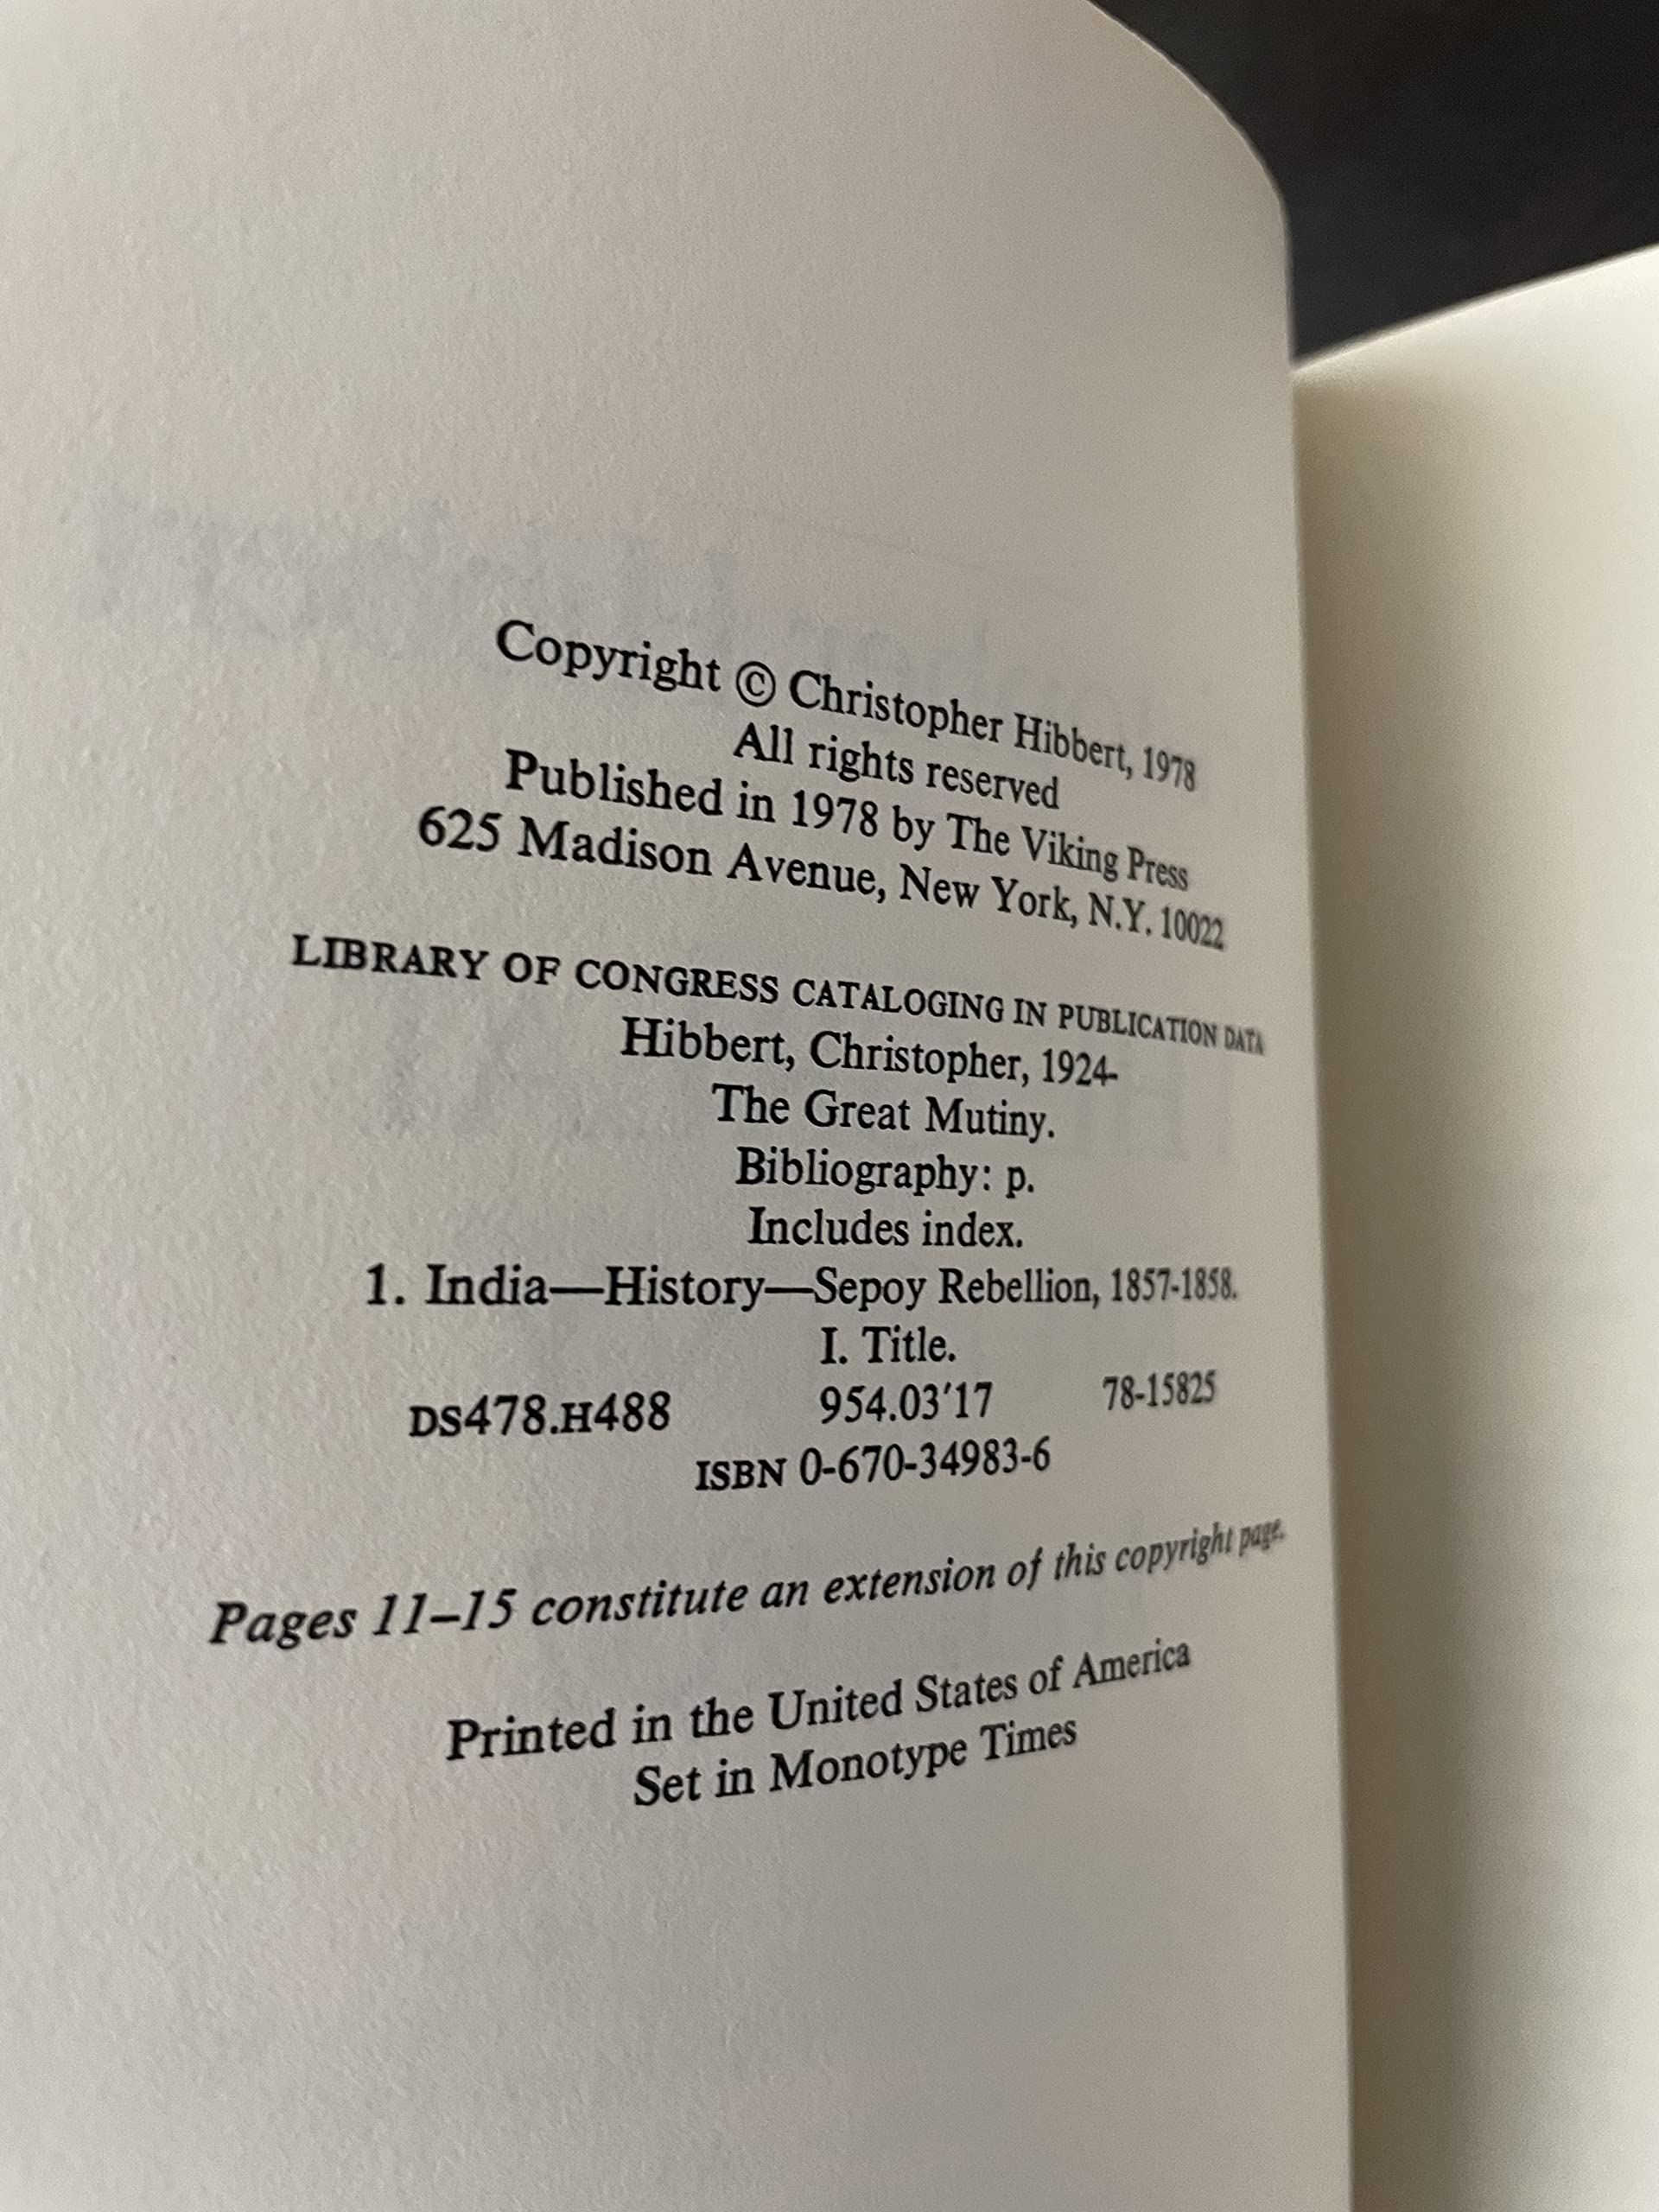 Copyright © Christopher Hibbert, 1978
All rights reserved
Published in 1978 by The Viking Press
625 Madison Avenue, New York, N.Y. 10022
LIBRARY OF CONGRESS CATALOGING IN PUBLICATION DATA
Hibbert, Christopher, 1924-
The Great Mutiny.
Bibliography: p.
Includes index.
1. India—History—Sepoy Rebellion, 1857-1858.
I. Title.
DS478.H488 954.03′17 78-15825
ISBN 0-670-34983-6
Pages 11–15 constitute an extension of this copyright page.
Printed in the United States of America
Set in Monotype Times